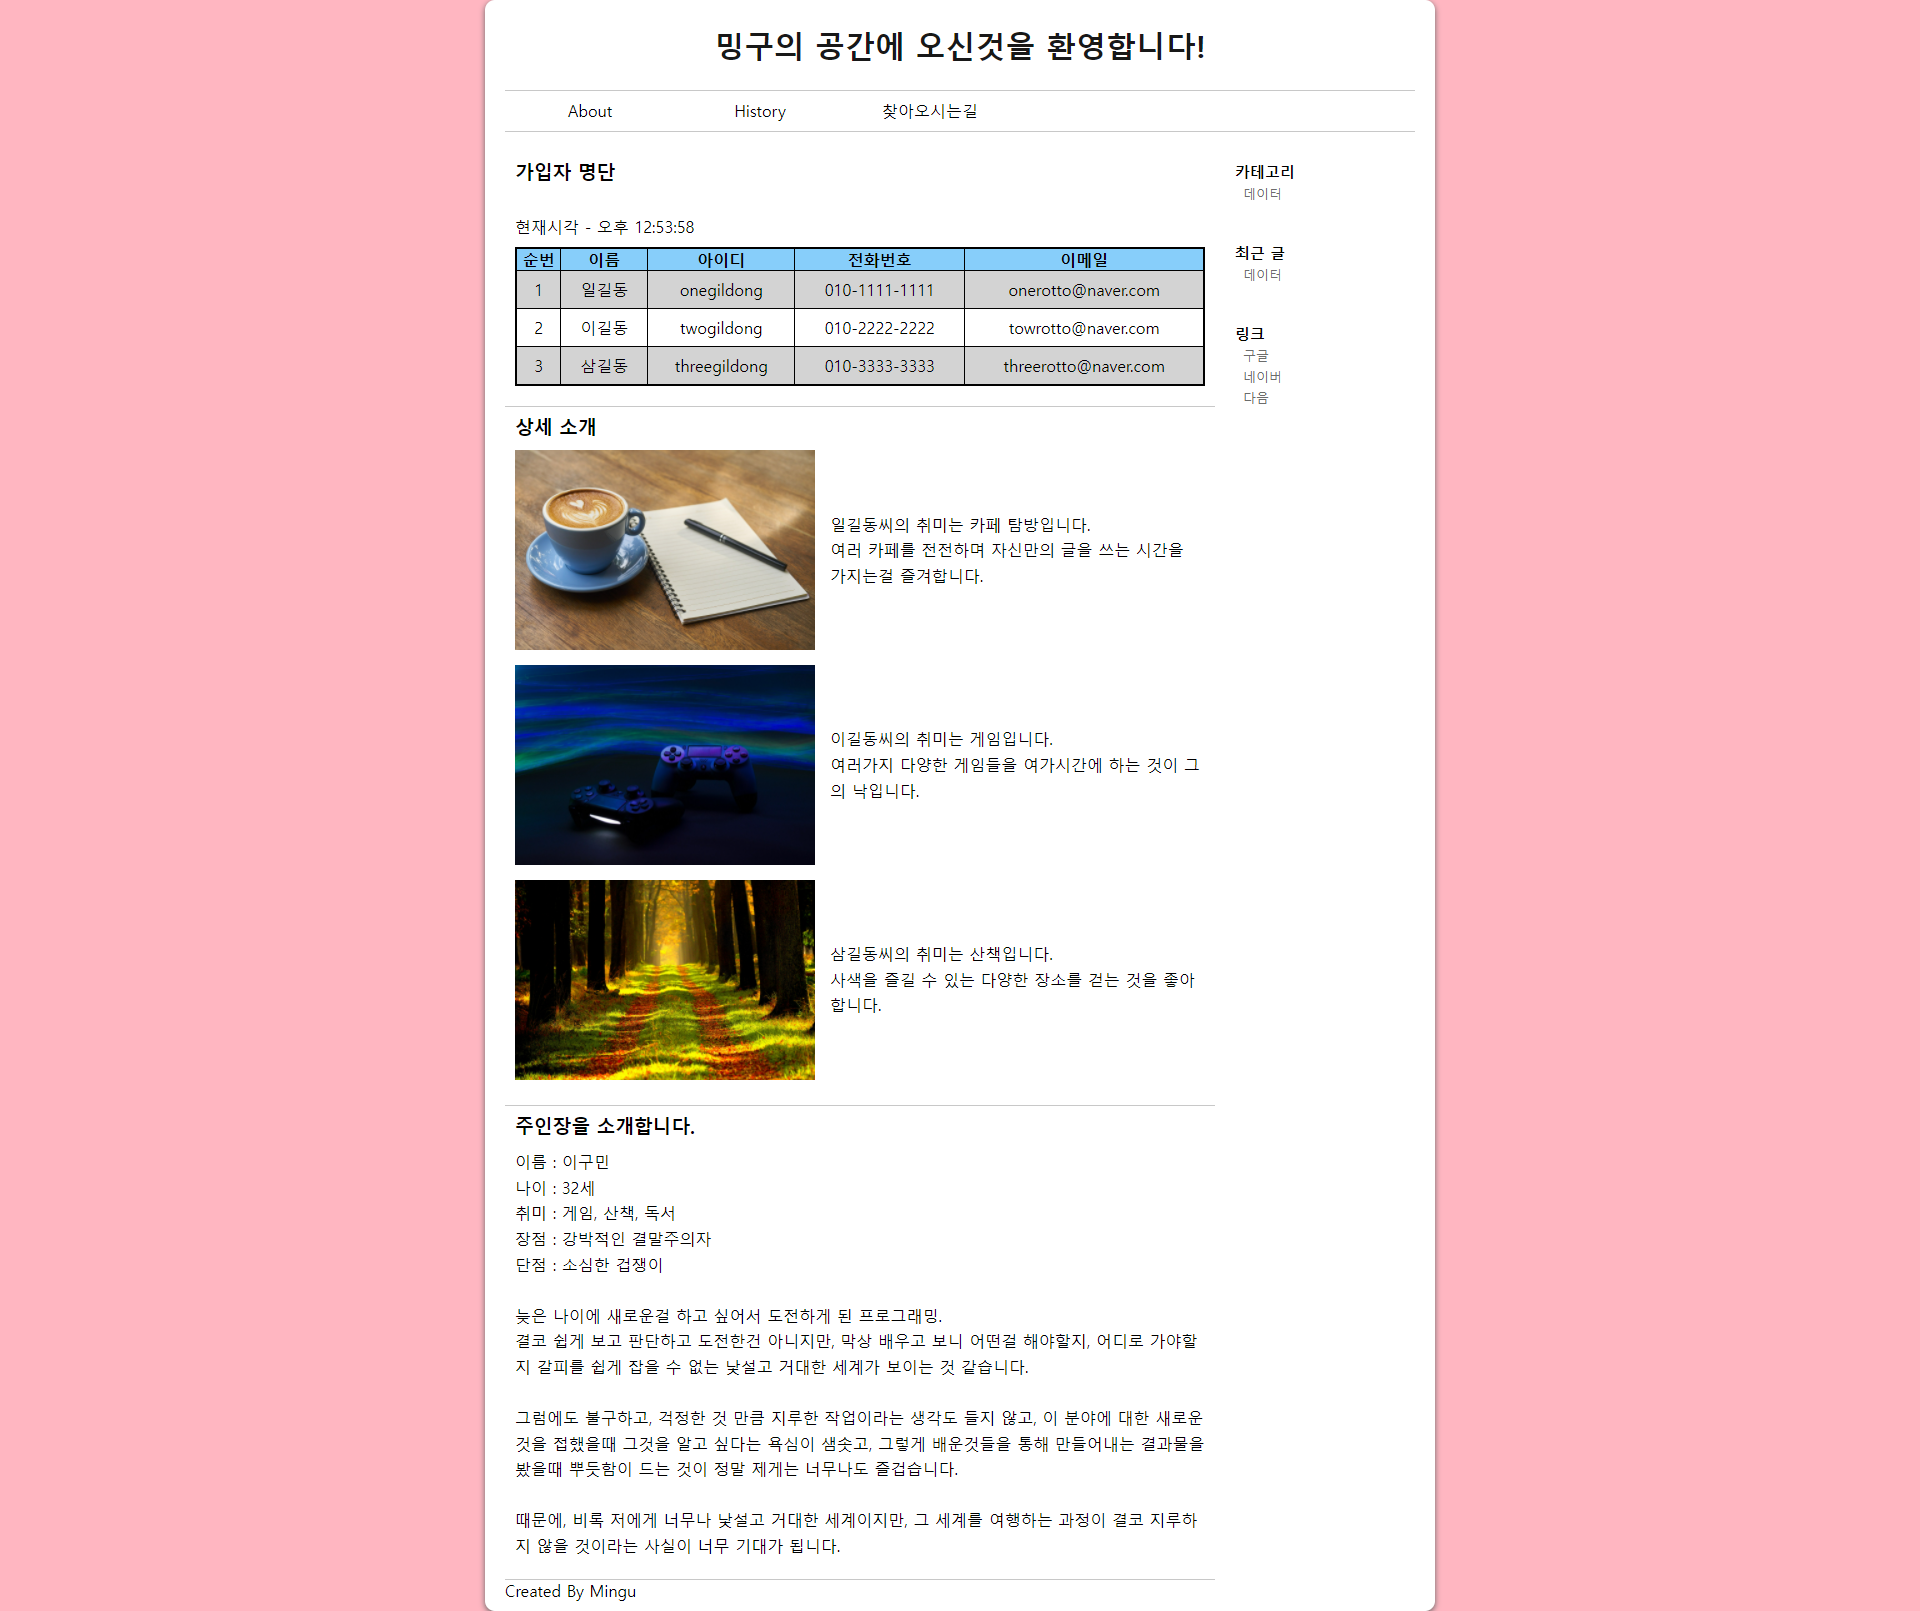 밍구의 공간에 오신것을 환영합니다!
About History 찾아오시는길
가입자 명단
현재시각 - 오후 12:53:58
순번 이름 아이디 전화번호 이메일
1 일길동 onegildong 010-1111-1111 onerotto@naver.com
2 이길동 twogildong 010-2222-2222 towrotto@naver.com
3 삼길동 threegildong 010-3333-3333 threerotto@naver.com
상세 소개
일길동씨의 취미는 카페 탐방입니다.
여러 카페를 전전하며 자신만의 글을 쓰는 시간을
가지는걸 즐겨합니다.
이길동씨의 취미는 게임입니다.
여러가지 다양한 게임들을 여가시간에 하는 것이 그
의 낙입니다.
삼길동씨의 취미는 산책입니다.
사색을 즐길 수 있는 다양한 장소를 걷는 것을 좋아
합니다.
주인장을 소개합니다.
이름 : 이구민
나이 : 32세
취미 : 게임, 산책, 독서
장점 : 강박적인 결말주의자
단점 : 소심한 겁쟁이
늦은 나이에 새로운걸 하고 싶어서 도전하게 된 프로그래밍.
결코 쉽게 보고 판단하고 도전한건 아니지만, 막상 배우고 보니 어떤걸 해야할지, 어디로 가야할
지 갈피를 쉽게 잡을 수 없는 낯설고 거대한 세계가 보이는 것 같습니다.
그럼에도 불구하고, 걱정한 것 만큼 지루한 작업이라는 생각도 들지 않고, 이 분야에 대한 새로운
것을 접했을때 그것을 알고 싶다는 욕심이 샘솟고, 그렇게 배운것들을 통해 만들어내는 결과물을
봤을때 뿌듯함이 드는 것이 정말 제게는 너무나도 즐겁습니다.
때문에, 비록 저에게 너무나 낯설고 거대한 세계이지만, 그 세계를 여행하는 과정이 결코 지루하
지 않을 것이라는 사실이 너무 기대가 됩니다.
Created By Mingu
카테고리
데이터
최근 글
데이터
링크
구글
네이버
다음